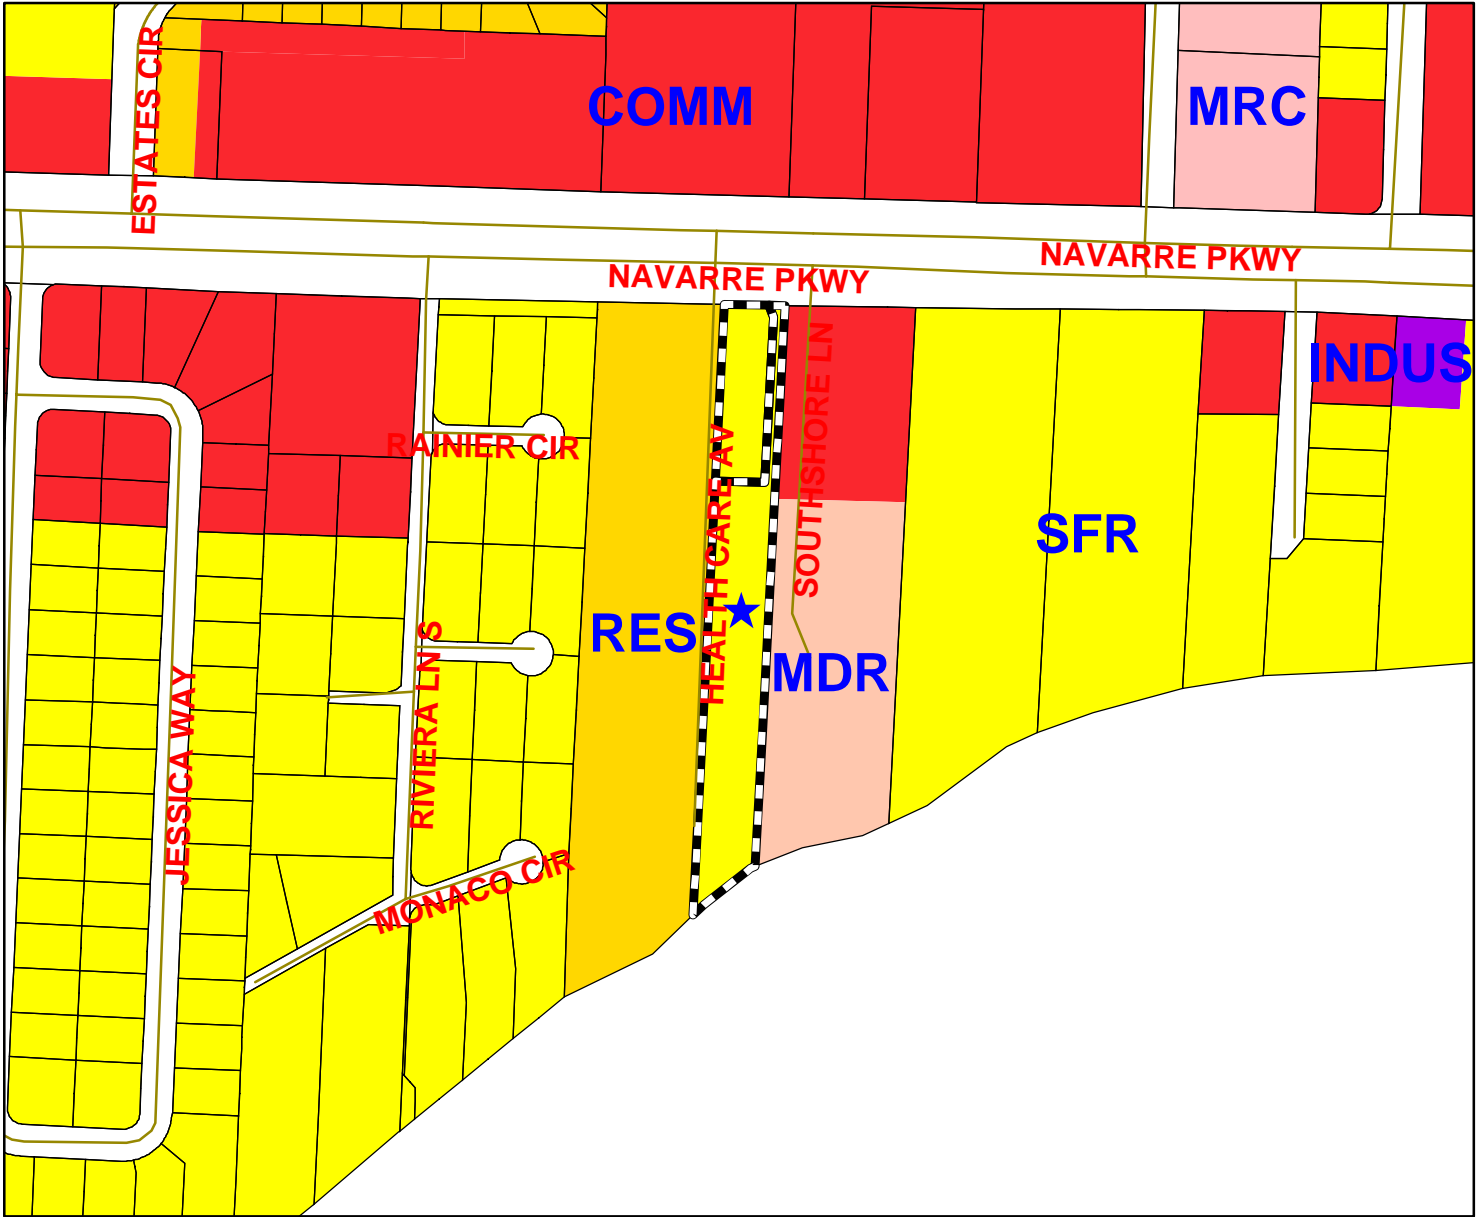 ESTATES CIR
COMM
MRC
NAVARRE PKWY
NAVARRE PKWY
INDUS
SOUTHSHORE LN
RAINIER CIR
HEALTH CARE AV
SFR
RES
MDR
RIVIERA LN S
JESSICA WAY
MONACO CIR